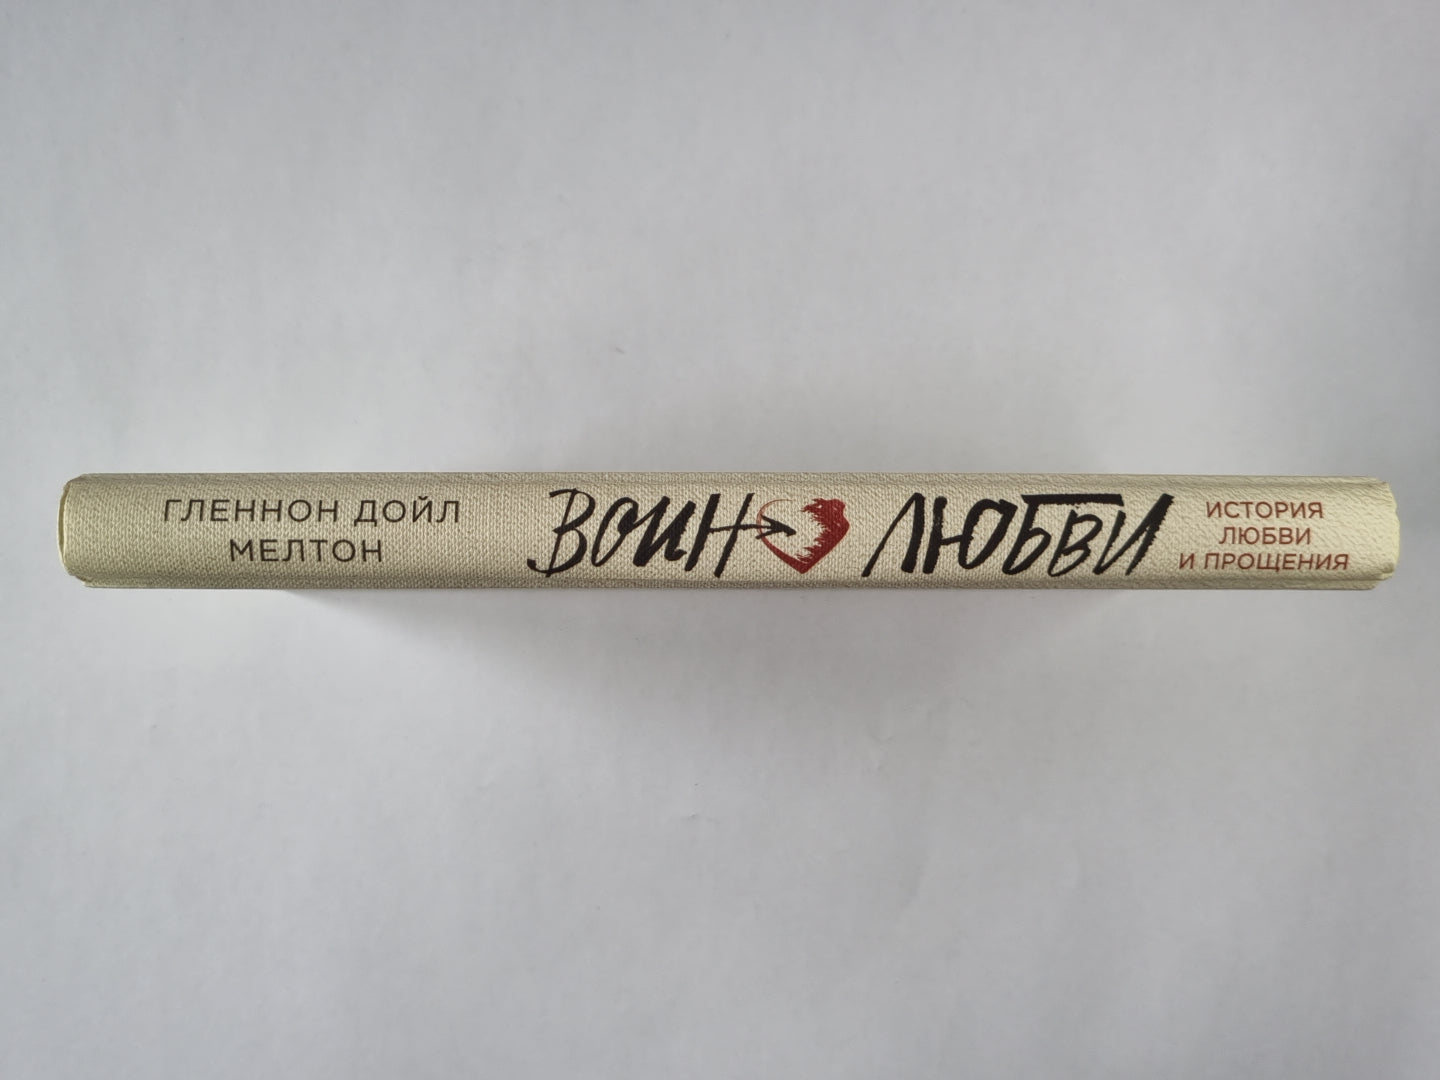 ГЛЕННОН ДОЙЛ
МЕЛТОН
ВОИН ЛЮБВИ
ИСТОРИЯ
ЛЮБВИ
И ПРОЩЕНИЯ